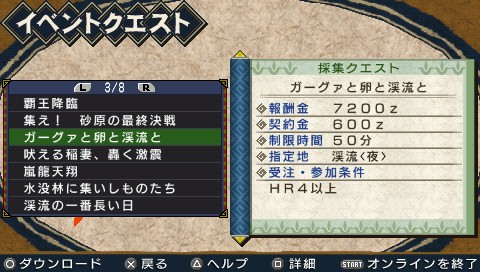 イベントクエスト
L 3/8 R
覇王降臨
集え! 砂原の最終決戦
ガーグァと卵と渓流と
吠える稲妻、轟く激震
嵐龍天翔
水没林に集いしものたち
渓流の一番長い日
採集クエスト
ガーグァと卵と渓流と
報酬金 7200z
契約金 600z
制限時間 50分
指定地 渓流<夜>
受注・参加条件
HR4以上
○ダウンロード ×戻る △ヘルプ □詳細 START オンラインを終了